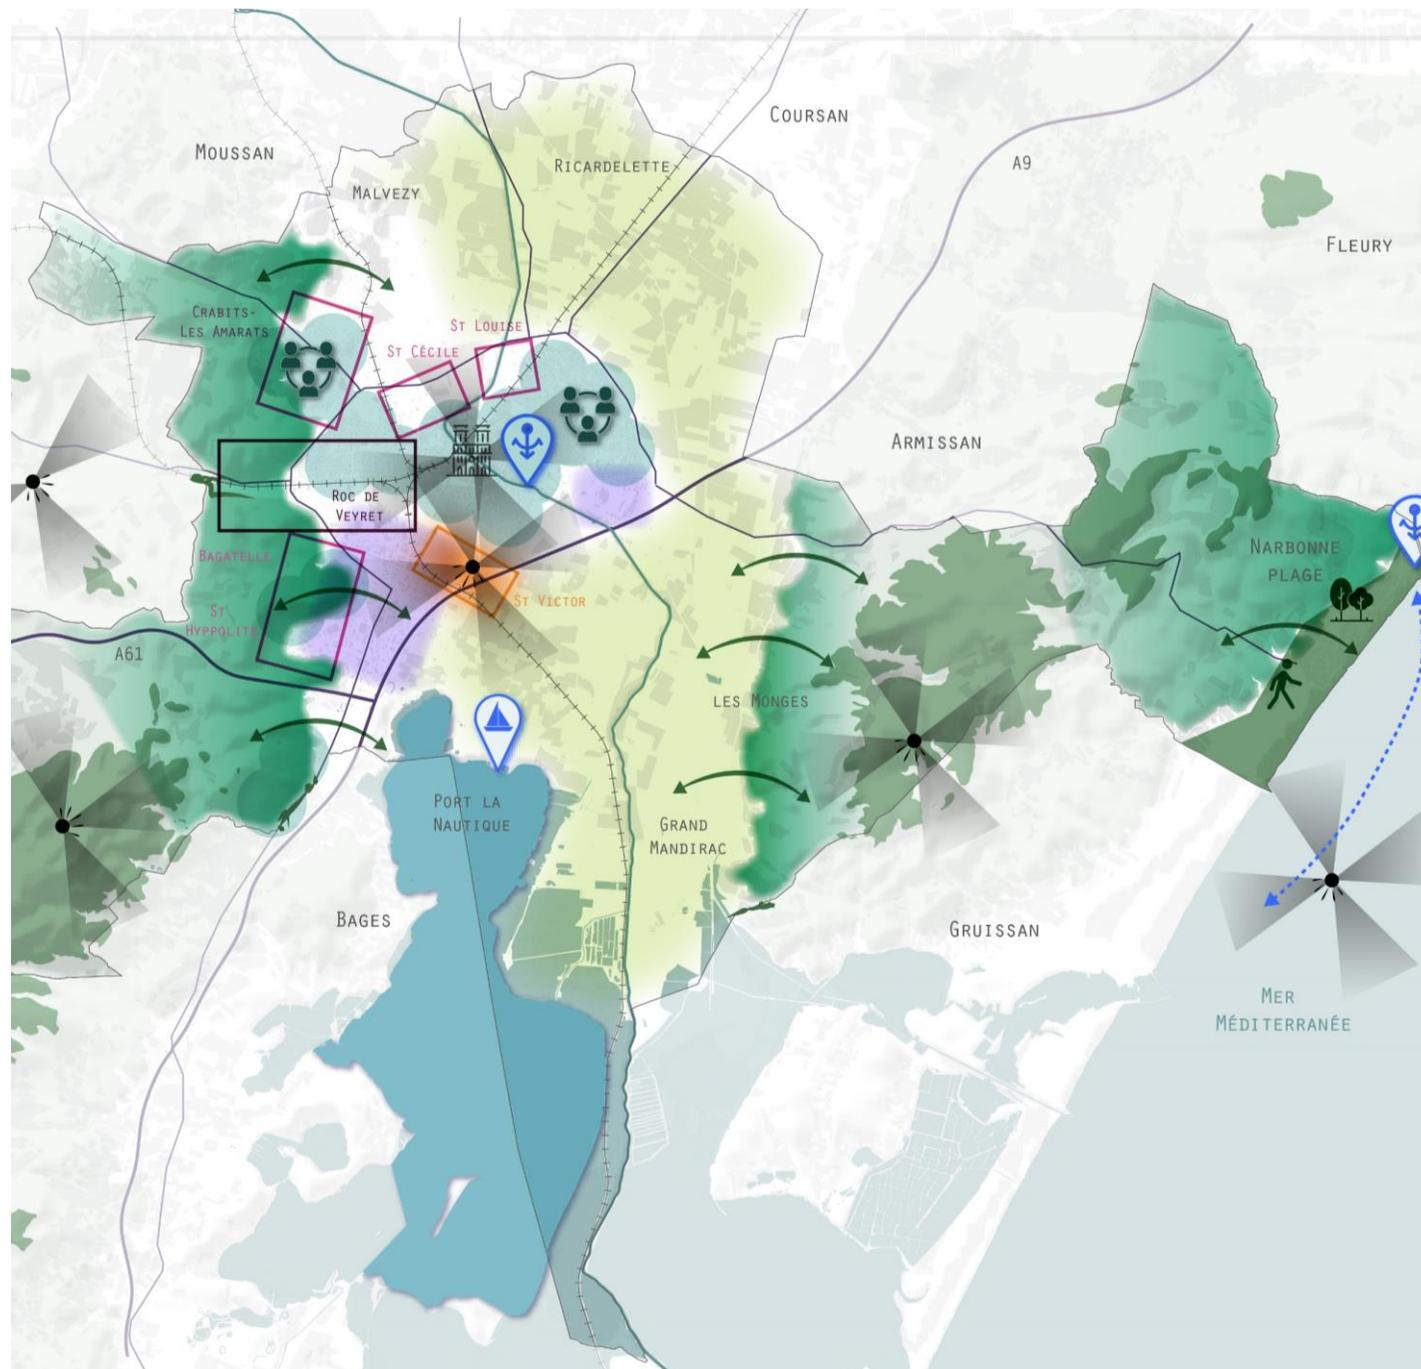 COURSAN
MOUSSAN
A9
RICARDELETTE
MALVEZY
FLEURY
CRABITS-
LES AMARATS
ST LOUISE
ST CÉCILE
ARMISSAN
ROC DE
VEYRET
BAGATELLE
NARBONNE
PLAGE
ST VICTOR
ST
HYPPOLITE
A61
LES MONGES
PORT LA
NAUTIQUE
GRAND
MANDIRAC
BAGES
GRUISSAN
MER
MÉDITERRANÉE